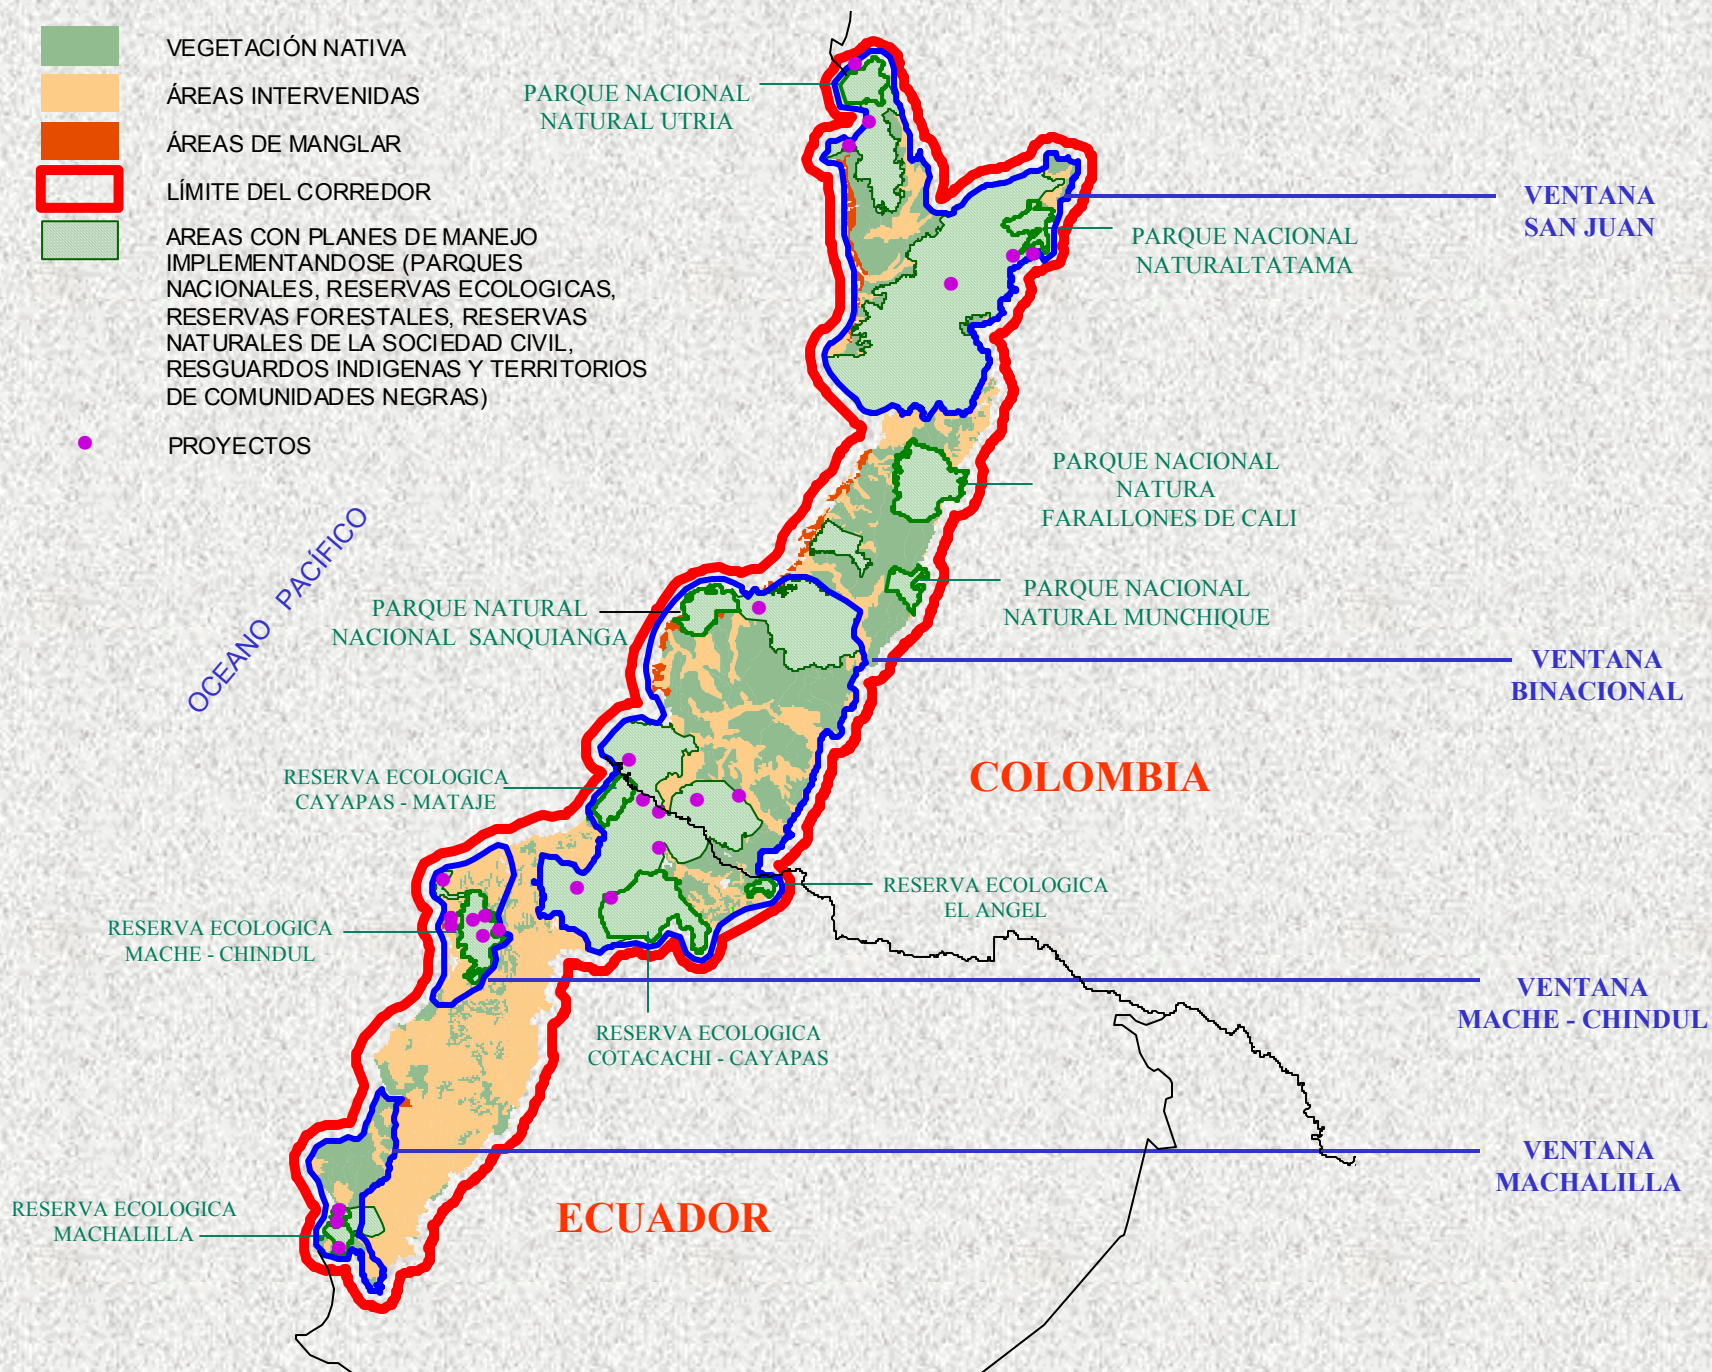 VEGETACIÓN NATIVA
ÁREAS INTERVENIDAS
ÁREAS DE MANGLAR
LÍMITE DEL CORREDOR
AREAS CON PLANES DE MANEJO
IMPLEMENTANDOSE (PARQUES
NACIONALES, RESERVAS ECOLOGICAS,
RESERVAS FORESTALES, RESERVAS
NATURALES DE LA SOCIEDAD CIVIL,
RESGUARDOS INDIGENAS Y TERRITORIOS
DE COMUNIDADES NEGRAS)
PROYECTOS
PARQUE NACIONAL
NATURAL UTRIA
VENTANA
SAN JUAN
PARQUE NACIONAL
NATURALTATAMA
PARQUE NACIONAL
NATURA
FARALLONES DE CALI
OCEANO PACÍFICO
PARQUE NACIONAL
NATURAL MUNCHIQUE
PARQUE NATURAL
NACIONAL SANQUIANGA
VENTANA
BINACIONAL
COLOMBIA
RESERVA ECOLOGICA
CAYAPAS - MATAJE
RESERVA ECOLOGICA
EL ANGEL
RESERVA ECOLOGICA
MACHE - CHINDUL
VENTANA
MACHE - CHINDUL
RESERVA ECOLOGICA
COTACACHI - CAYAPAS
VENTANA
MACHALILLA
RESERVA ECOLOGICA
MACHALILLA
ECUADOR